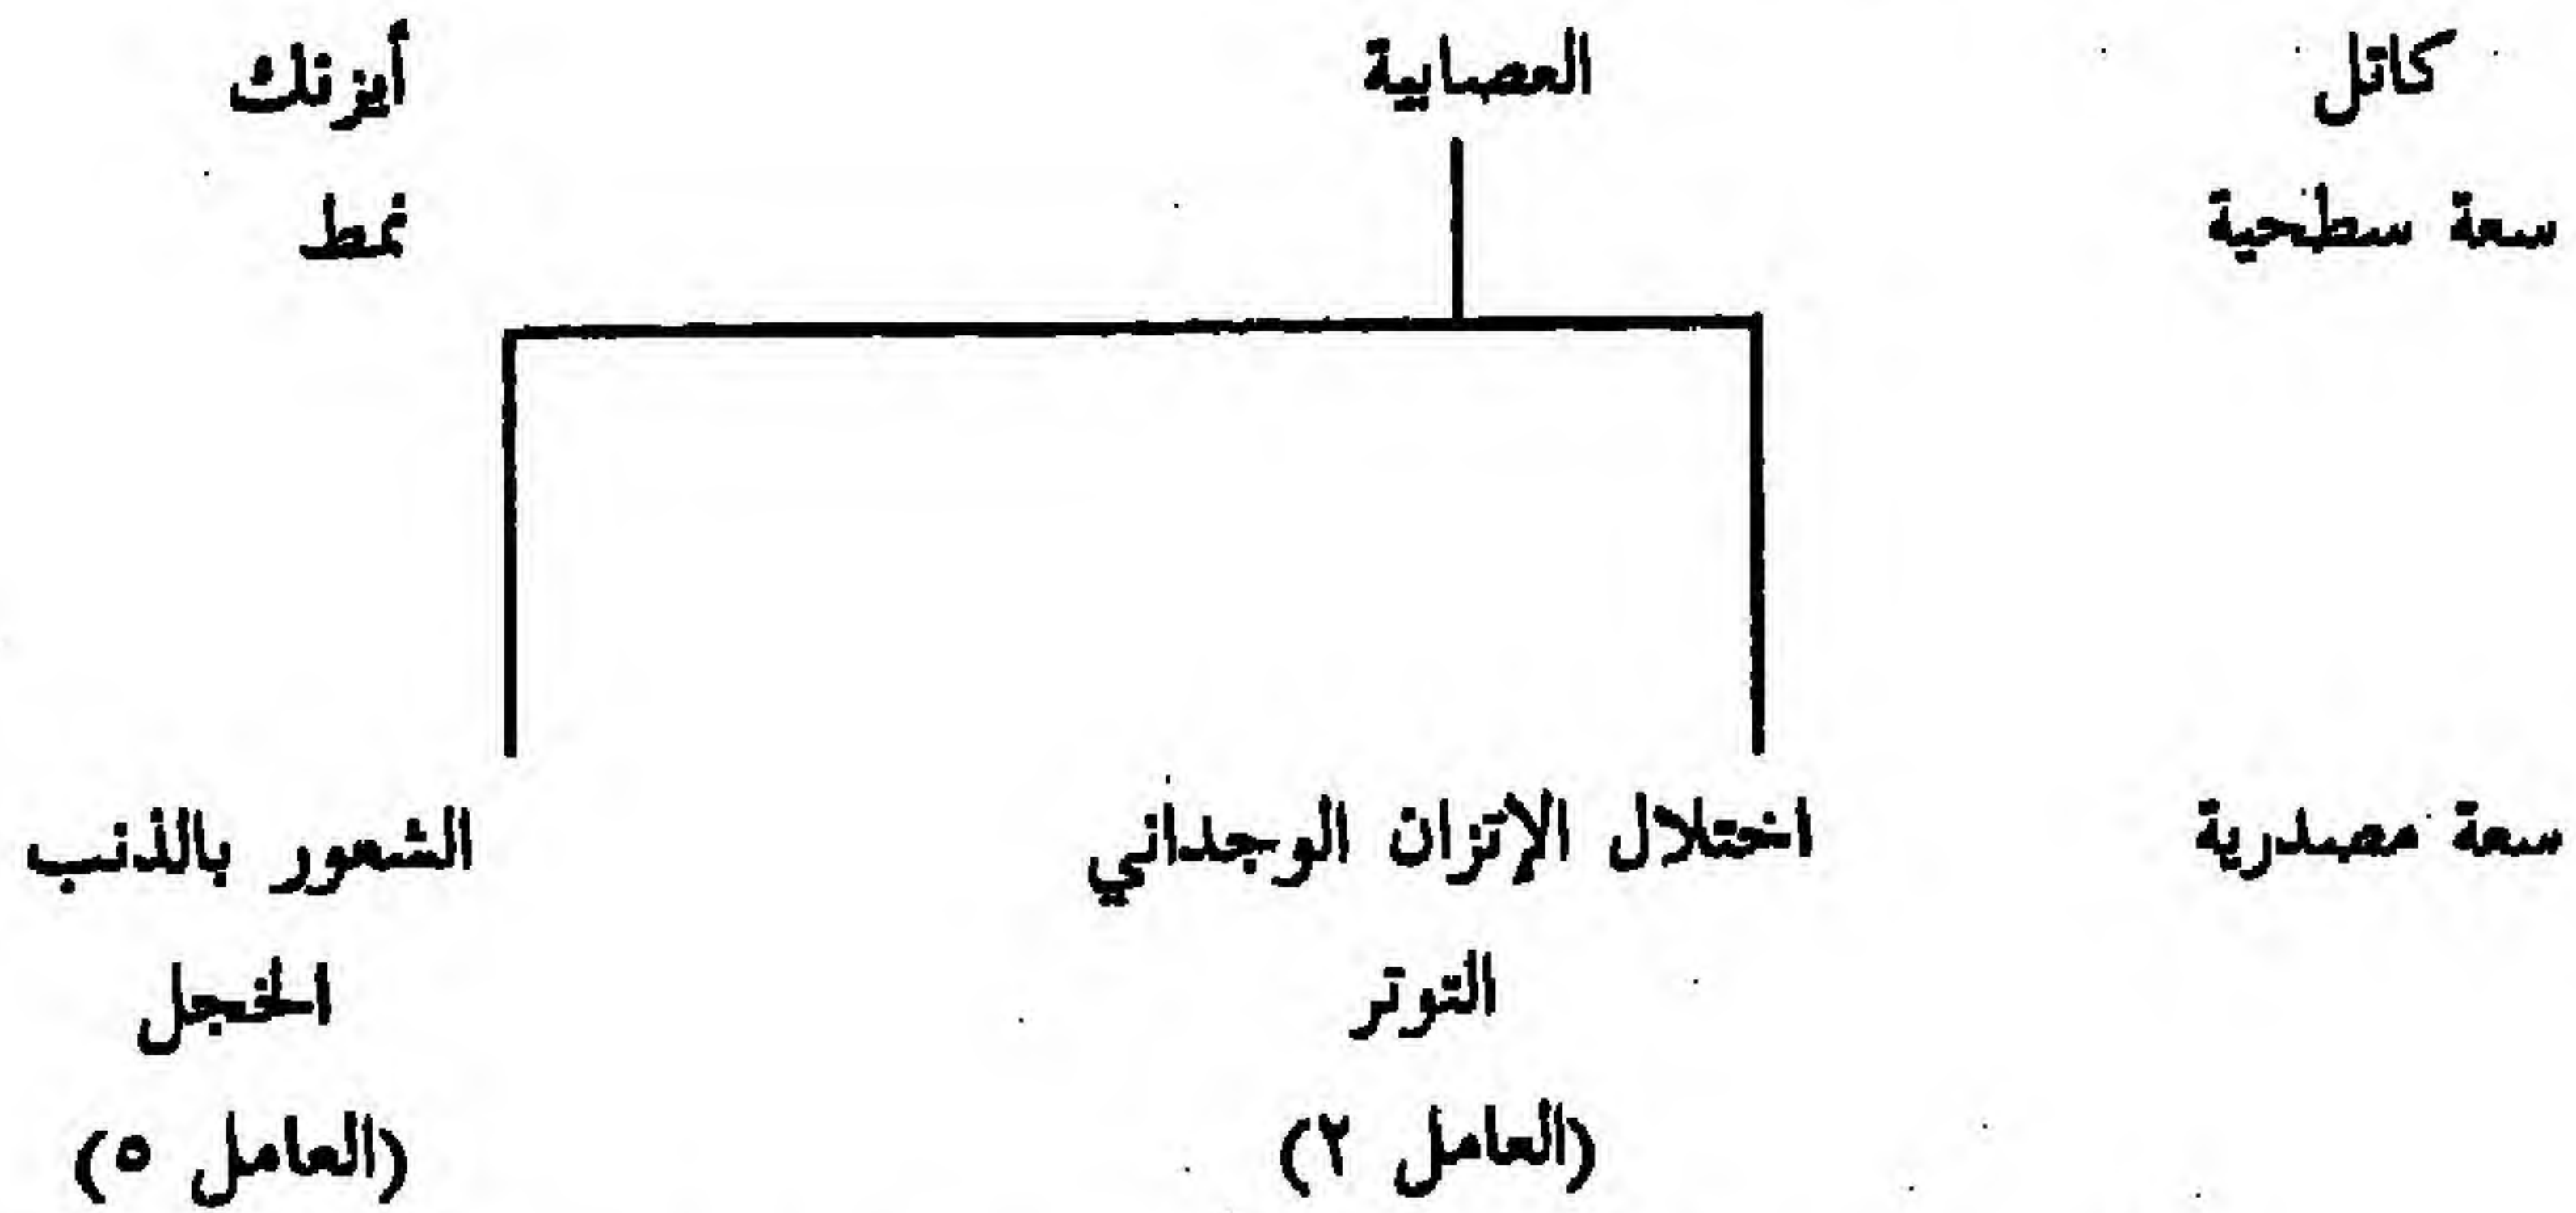 كاتل
العصابية
أيزنك
سعة سطحية
نمط
سعة مصدرية
اختلال الإتزان الوجداني
الشعور بالذنب
التوتر
الخجل
(العامل ٢)
(العامل ٥)